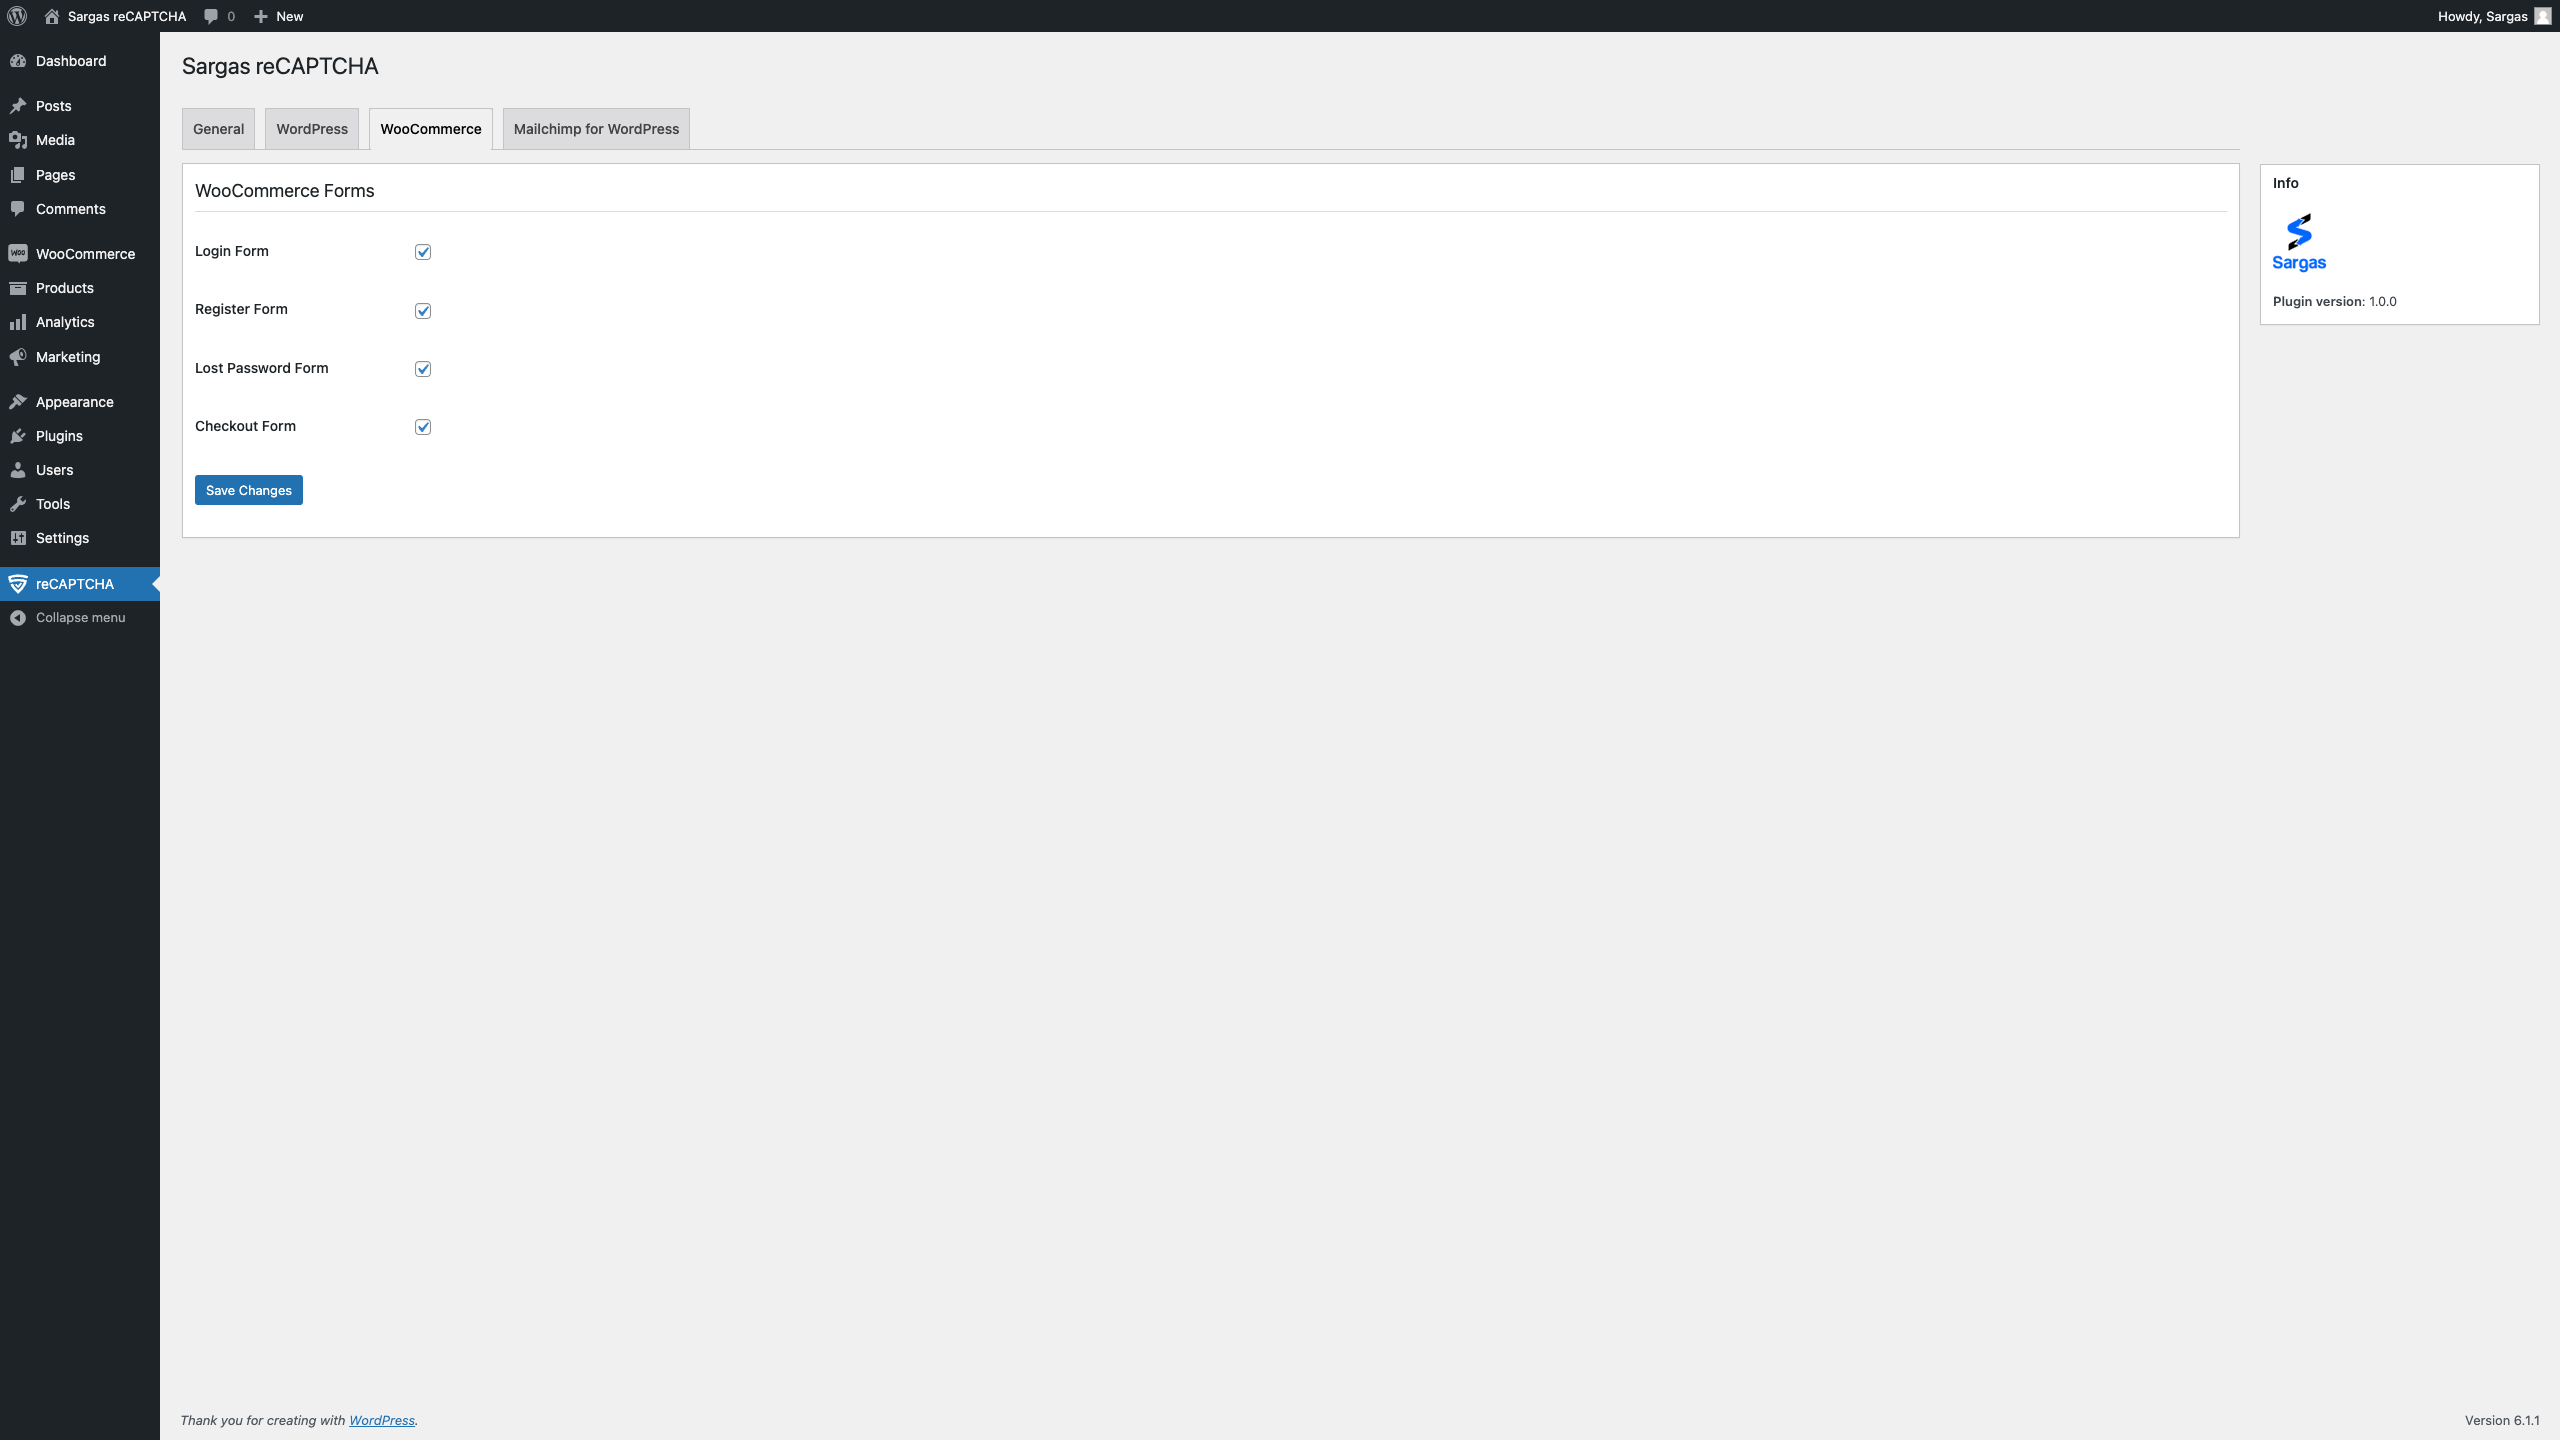 Sargas reCAPTCHA 0 New Howdy, Sargas
Dashboard
Posts
Media
Pages
Comments
WooCommerce
Products
Analytics
Marketing
Appearance
Plugins
Users
Tools
Settings
reCAPTCHA
Collapse menu
Sargas reCAPTCHA
General WordPress WooCommerce Mailchimp for WordPress
WooCommerce Forms
Login Form
Register Form
Lost Password Form
Checkout Form
Save Changes
Info
Sargas
Plugin version: 1.0.0
Thank you for creating with WordPress. Version 6.1.1